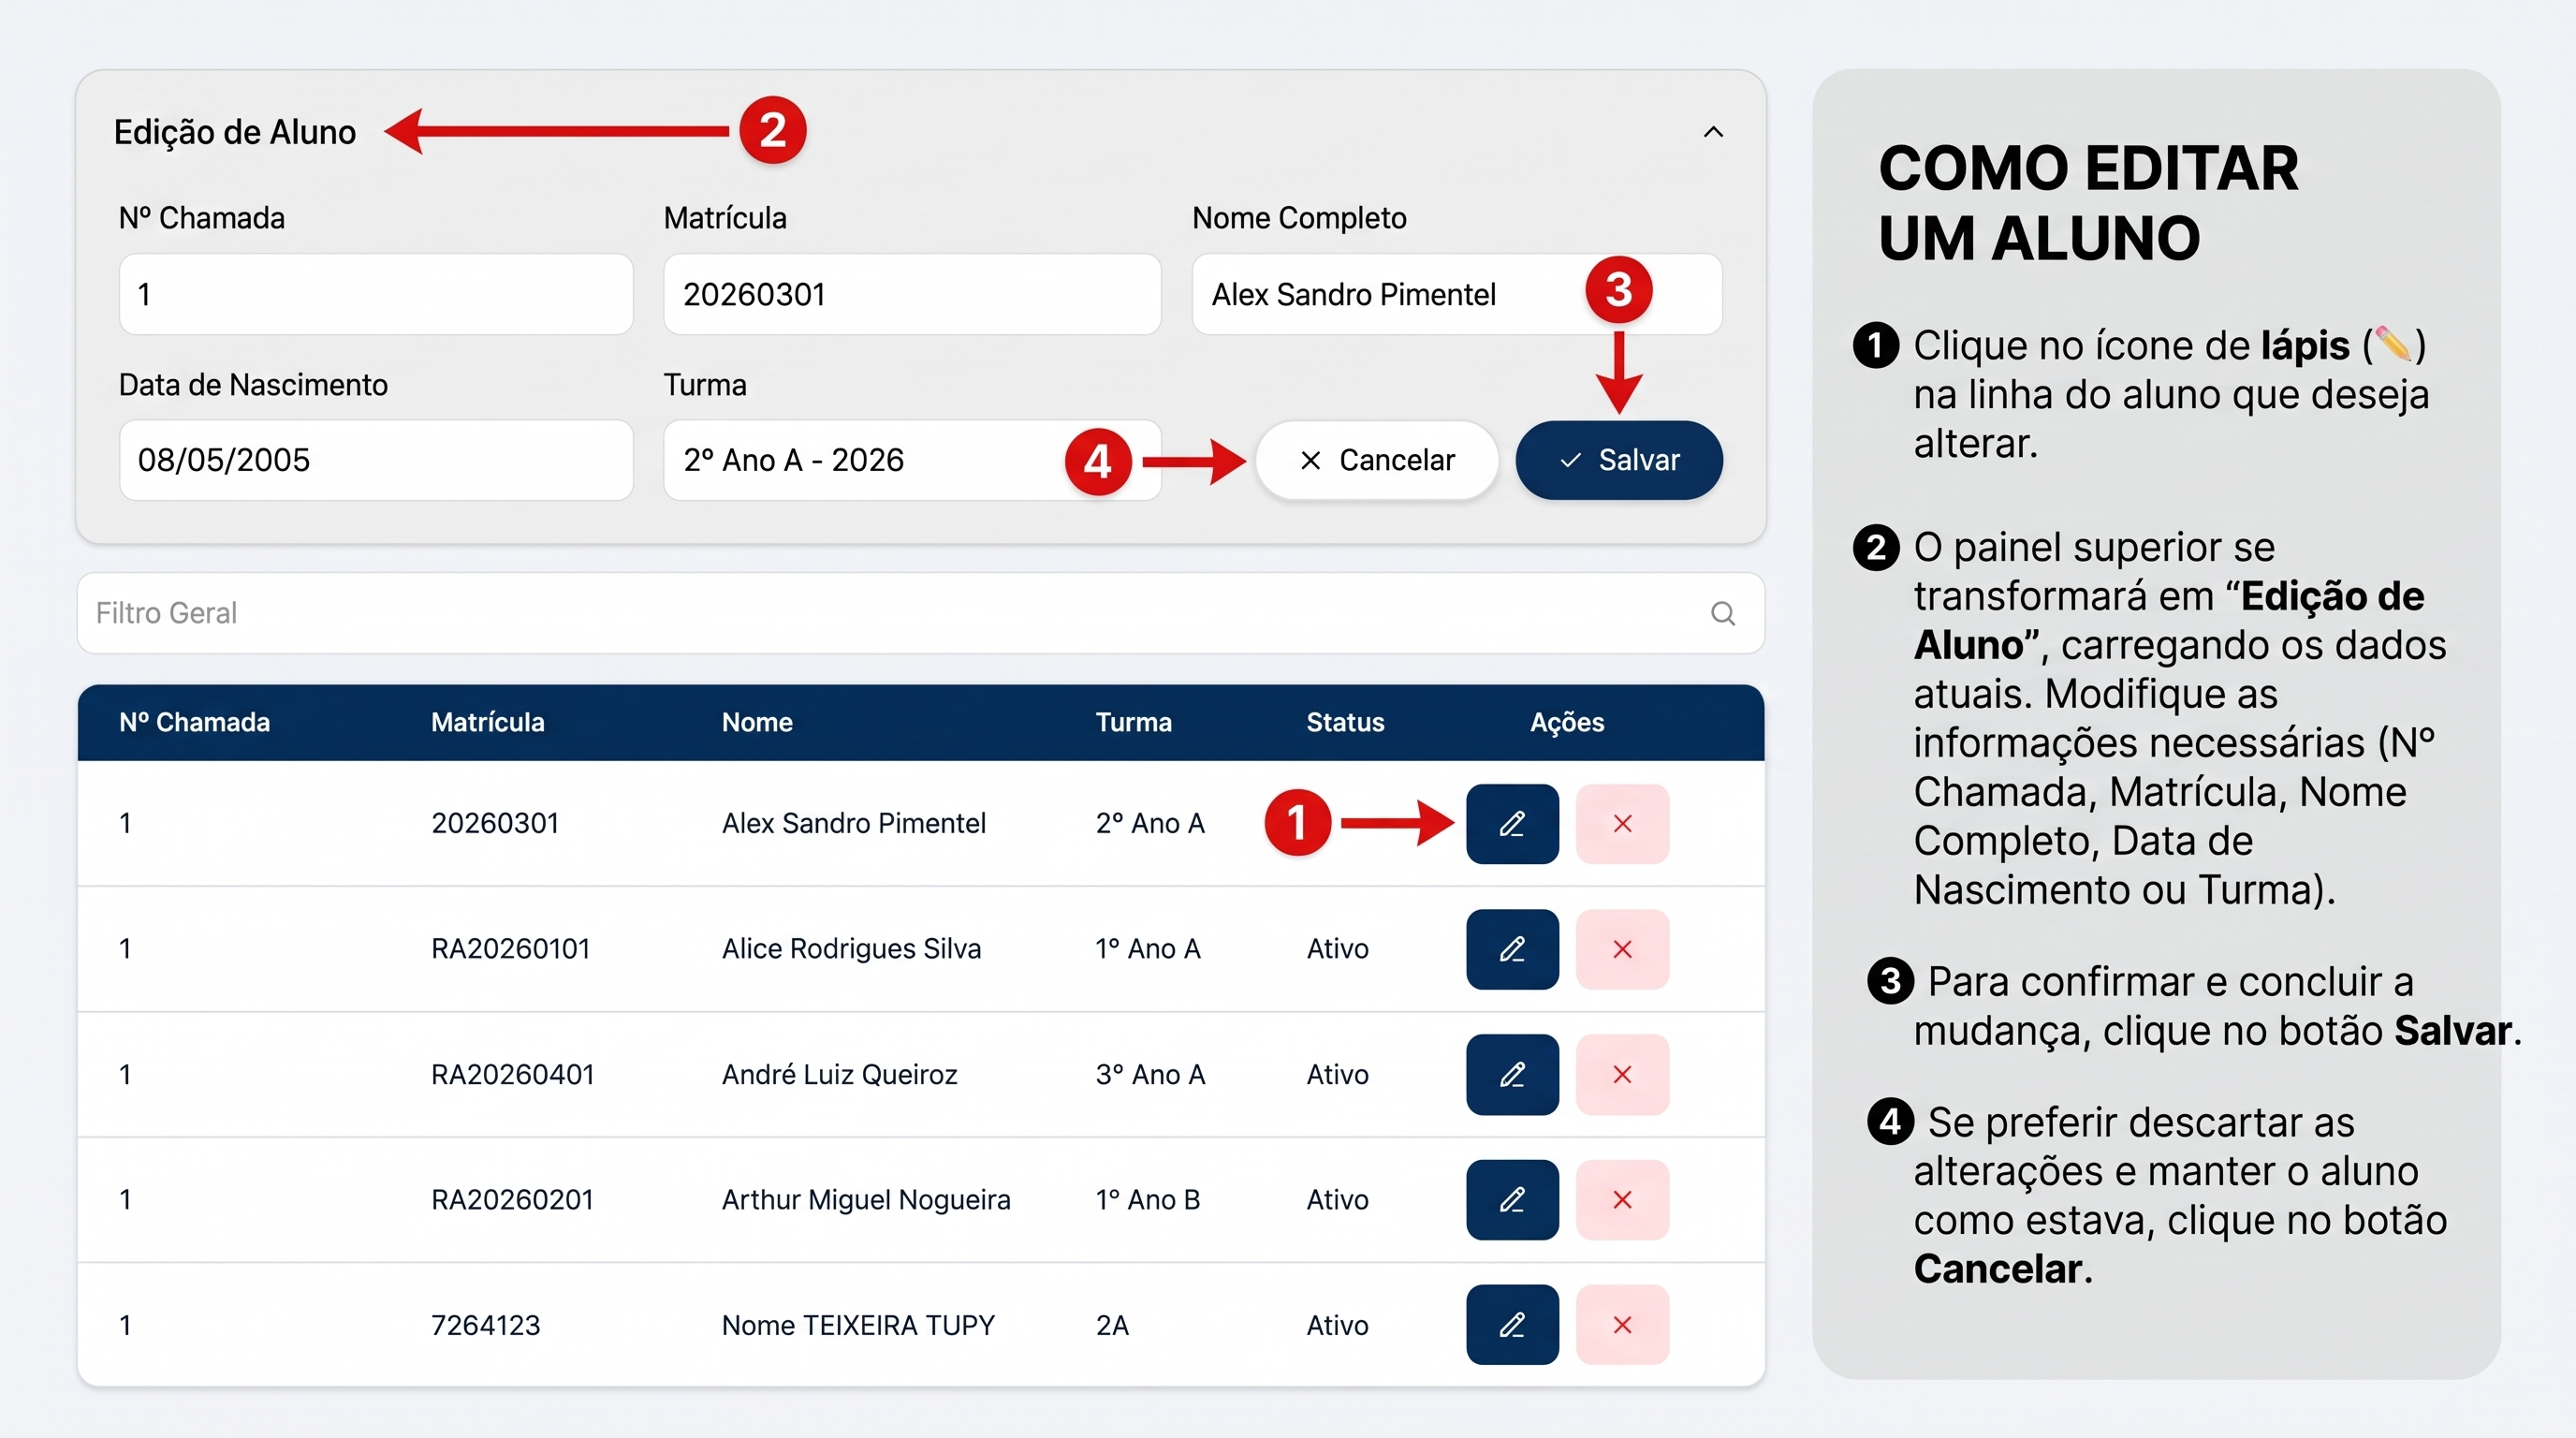 Edição de Aluno
2
Nº Chamada
Matrícula
Nome Completo
1
20260301
Alex Sandro Pimentel
3
Data de Nascimento
Turma
08/05/2005
2º Ano A - 2026
4
Cancelar
Salvar
Filtro Geral
Nº Chamada Matrícula Nome Turma Status Ações
1 20260301 Alex Sandro Pimentel 2º Ano A 1
1 RA20260101 Alice Rodrigues Silva 1º Ano A Ativo
1 RA20260401 André Luiz Queiroz 3º Ano A Ativo
1 RA20260201 Arthur Miguel Nogueira 1º Ano B Ativo
1 7264123 Nome TEIXEIRA TUPY 2A Ativo
COMO EDITAR
UM ALUNO
1 Clique no ícone de lápis (✏️)
na linha do aluno que deseja
alterar.
2 O painel superior se
transformará em “Edição de
Aluno”, carregando os dados
atuais. Modifique as
informações necessárias (Nº
Chamada, Matrícula, Nome
Completo, Data de
Nascimento ou Turma).
3 Para confirmar e concluir a
mudança, clique no botão Salvar.
4 Se preferir descartar as
alterações e manter o aluno
como estava, clique no botão
Cancelar.